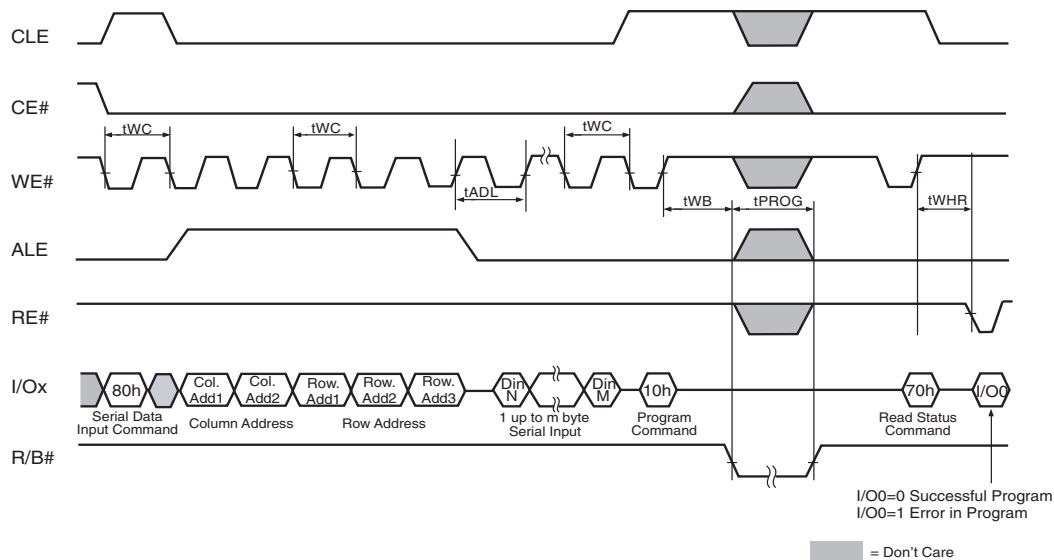 CLE
CE#
tWC tWC tWC
WE#
tADL
tWB tPROG tWHR
ALE
RE#
I/Ox
80h
Col. Add1
Col. Add2
Row. Add1
Row. Add2
Row. Add3
Din N
Din M
10h
70h
I/O0
Serial Data
Input Command
Column Address
Row Address
1 up to m byte
Serial Input
Program
Command
Read Status
Command
R/B#
I/O0=0 Successful Program
I/O0=1 Error in Program
= Don't Care